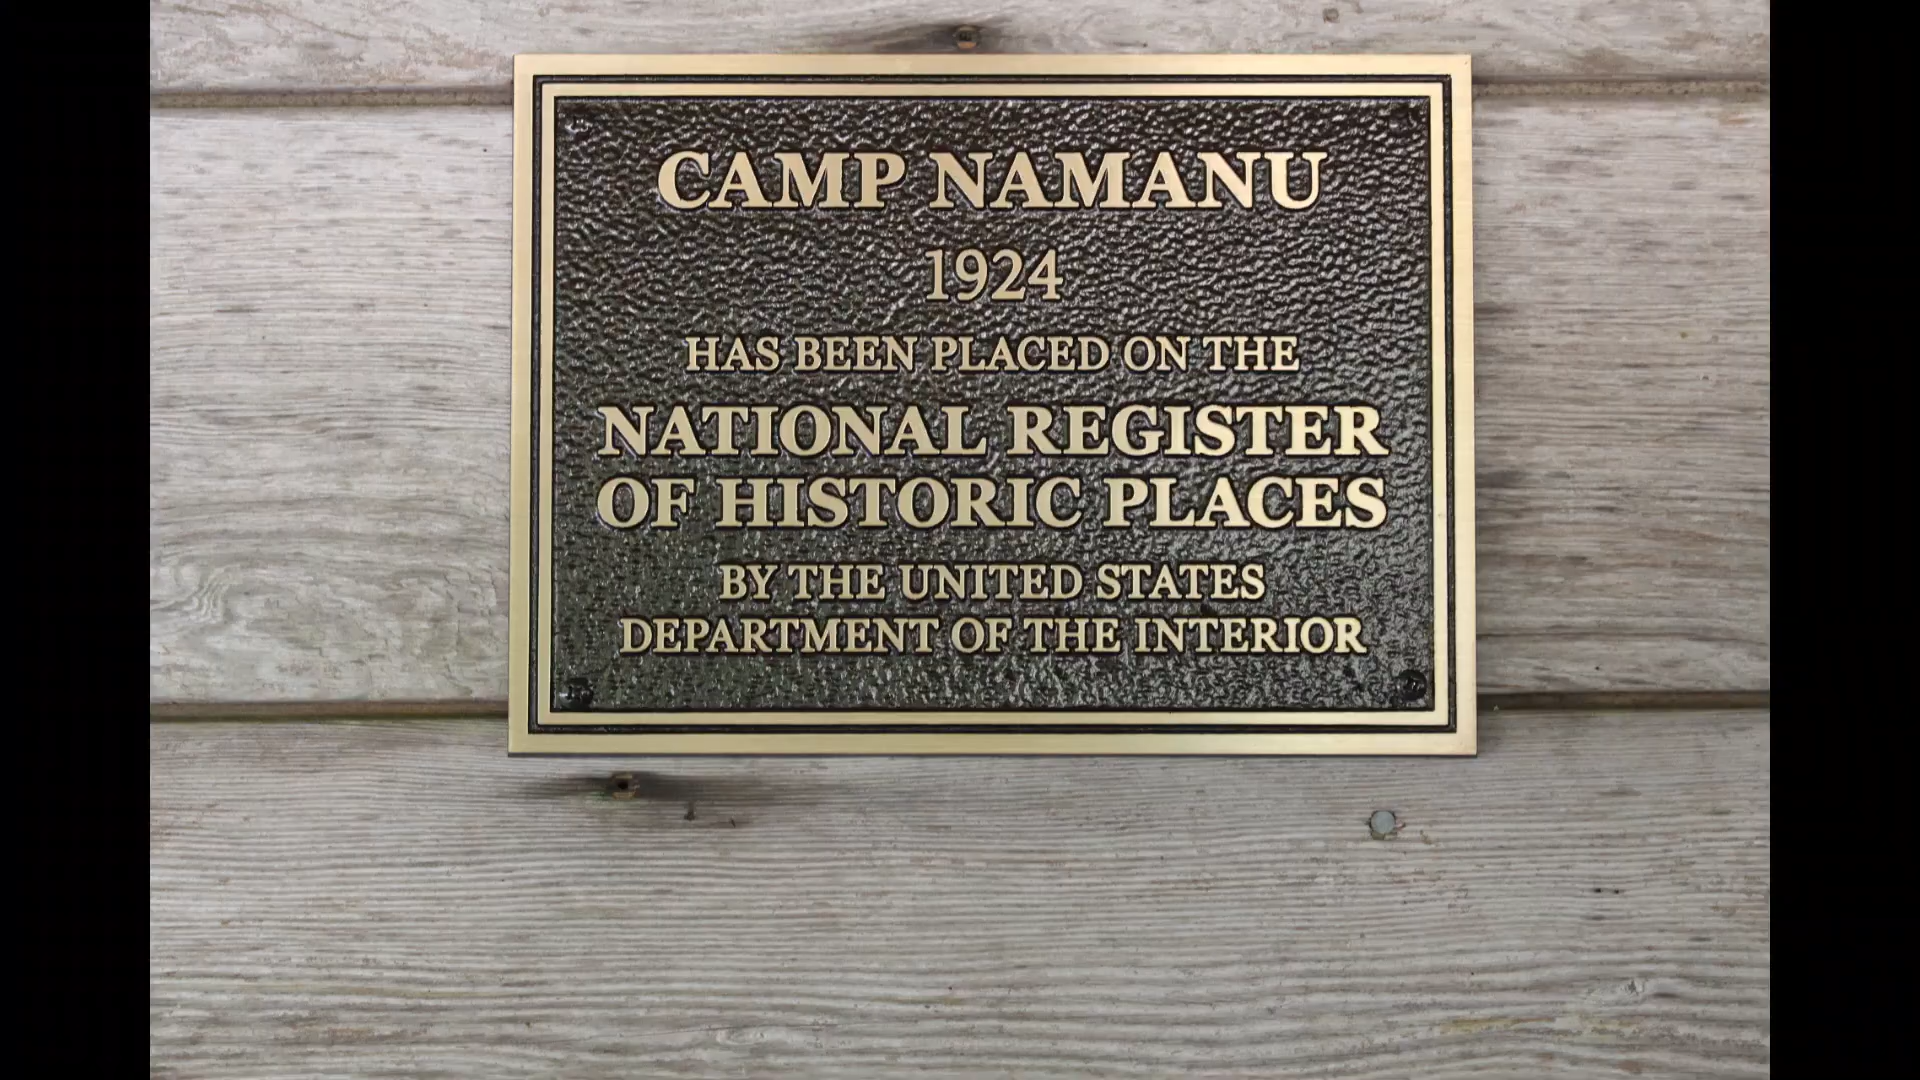 CAMP NAMANU
1924
HAS BEEN PLACED ON THE
NATIONAL REGISTER
OF HISTORIC PLACES
BY THE UNITED STATES
DEPARTMENT OF THE INTERIOR